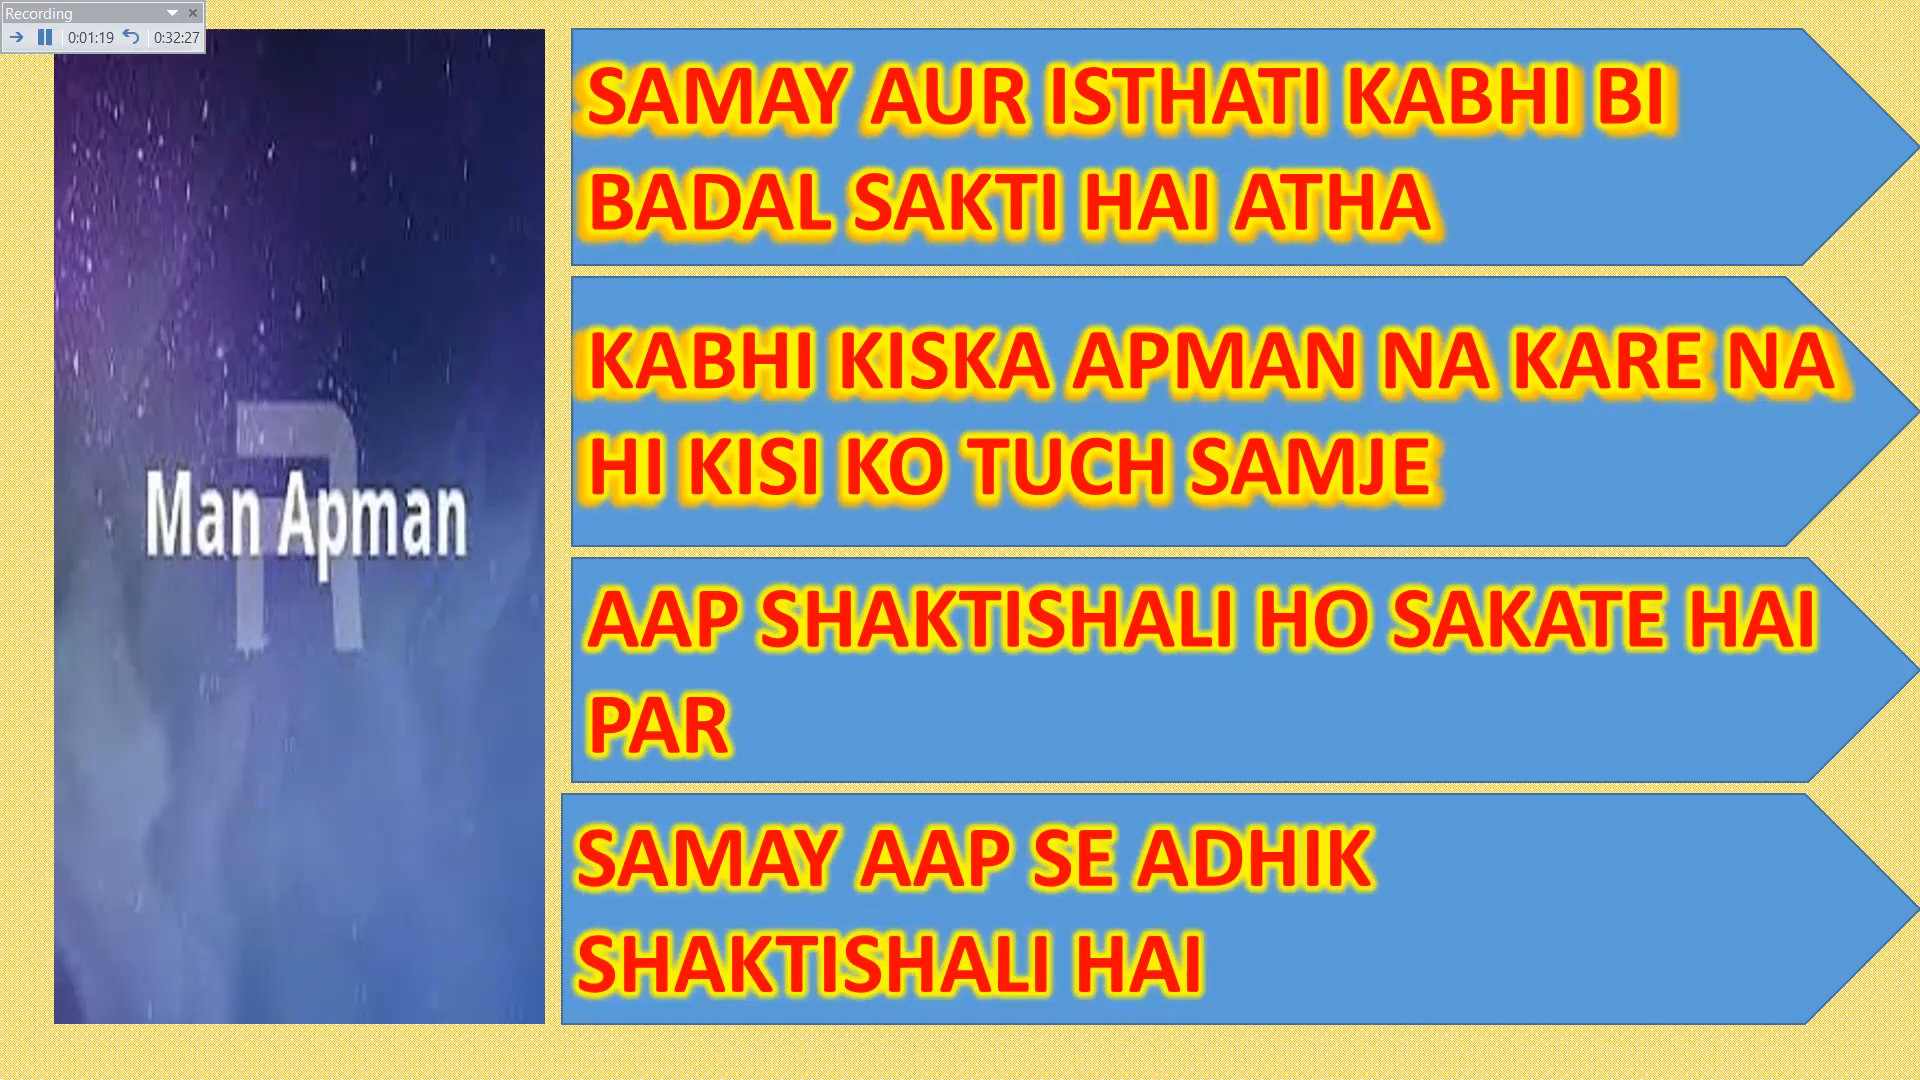 Recording
0:01:19 0:32:27
Man Apman
SAMAY AUR ISTHATI KABHI BI
BADAL SAKTI HAI ATHA
KABHI KISKA APMAN NA KARE NA
HI KISI KO TUCH SAMJE
AAP SHAKTISHALI HO SAKATE HAI
PAR
SAMAY AAP SE ADHIK
SHAKTISHALI HAI